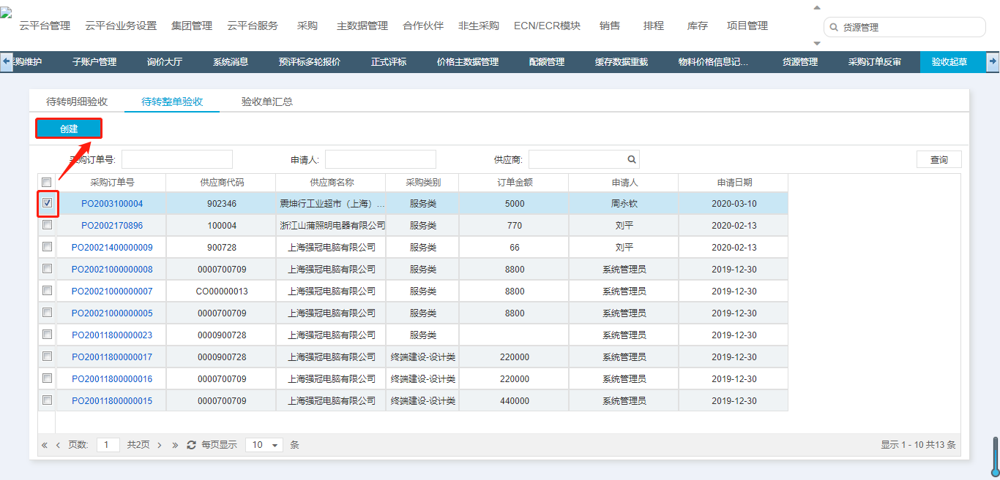 云平台管理 云平台业务设置 集团管理 云平台服务 采购 主数据管理 合作伙伴 非生采购 ECN/ECR模块 销售 排程 库存 项目管理 货源管理
购维护 子账户管理 询价大厅 系统消息 预评标多轮报价 正式评标 价格主数据管理 配额管理 缓存数据重载 物料价格信息记... 货源管理 采购订单反审 验收起草
待转明细验收 待转整单验收 验收单汇总
创建
采购订单号: 申请人: 供应商: 查询
采购订单号 供应商代码 供应商名称 采购类别 订单金额 申请人 申请日期
PO2003100004 902346 震坤行工业超市（上海）... 服务类 5000 周永钦 2020-03-10
PO2002170896 100004 浙江山蒲照明电器有限公司 服务类 770 刘平 2020-02-13
PO20021400000009 900728 上海强冠电脑有限公司 服务类 66 刘平 2020-02-13
PO20021000000008 0000700709 上海强冠电脑有限公司 服务类 8800 系统管理员 2019-12-30
PO20021000000007 CO00000013 上海强冠电脑有限公司 服务类 8800 系统管理员 2019-12-30
PO20021000000005 0000700709 上海强冠电脑有限公司 服务类 8800 系统管理员 2019-12-30
PO20011800000023 0000900728 上海强冠电脑有限公司 服务类 系统管理员 2019-12-30
PO20011800000017 0000900728 上海强冠电脑有限公司 终端建设-设计类 220000 系统管理员 2019-12-30
PO20011800000016 0000700709 上海强冠电脑有限公司 终端建设-设计类 220000 系统管理员 2019-12-30
PO20011800000015 0000700709 上海强冠电脑有限公司 终端建设-设计类 440000 系统管理员 2019-12-30
« ‹ 页数: 1 共2页 › » 每页显示 10 条 显示 1 - 10 共13 条